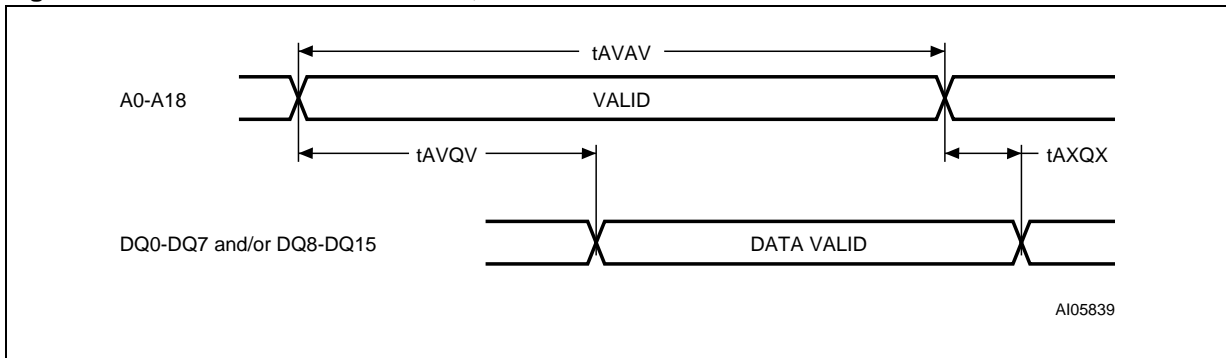 tAVAV
A0-A18
VALID
tAVQV
tAXQX
DQ0-DQ7 and/or DQ8-DQ15
DATA VALID
AI05839